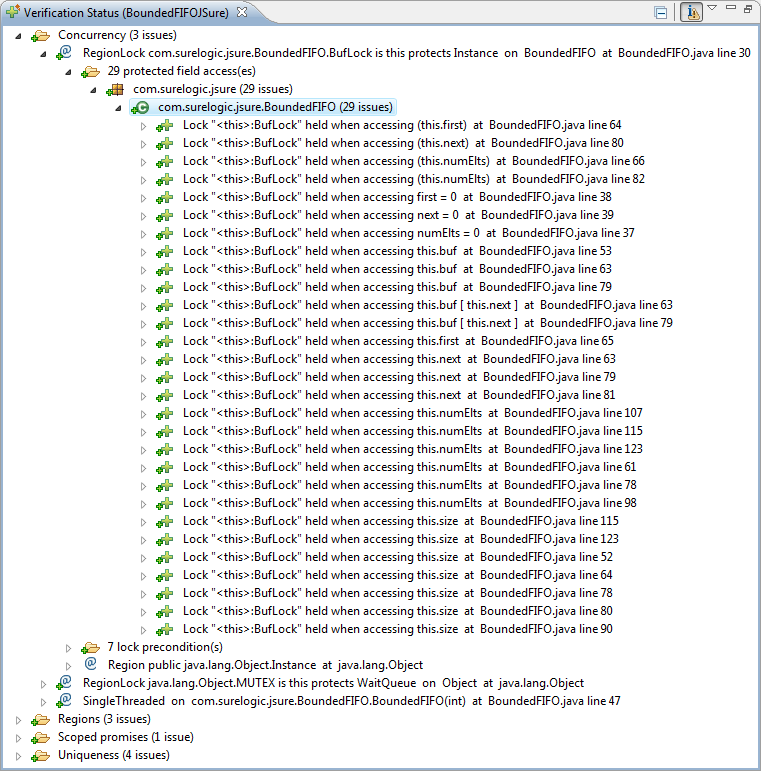 Verification Status (BoundedFIFOJSure)
Concurrency (3 issues)
RegionLock com.surelogic.jsure.BoundedFIFO.BufLock is this protects Instance on BoundedFIFO at BoundedFIFO.java line 30
29 protected field access(es)
com.surelogic.jsure (29 issues)
com.surelogic.jsure.BoundedFIFO (29 issues)
Lock "<this>:BufLock" held when accessing (this.first) at BoundedFIFO.java line 64
Lock "<this>:BufLock" held when accessing (this.next) at BoundedFIFO.java line 80
Lock "<this>:BufLock" held when accessing (this.numElts) at BoundedFIFO.java line 66
Lock "<this>:BufLock" held when accessing (this.numElts) at BoundedFIFO.java line 82
Lock "<this>:BufLock" held when accessing first = 0 at BoundedFIFO.java line 38
Lock "<this>:BufLock" held when accessing next = 0 at BoundedFIFO.java line 39
Lock "<this>:BufLock" held when accessing numElts = 0 at BoundedFIFO.java line 37
Lock "<this>:BufLock" held when accessing this.buf at BoundedFIFO.java line 53
Lock "<this>:BufLock" held when accessing this.buf at BoundedFIFO.java line 63
Lock "<this>:BufLock" held when accessing this.buf at BoundedFIFO.java line 79
Lock "<this>:BufLock" held when accessing this.buf [ this.next ] at BoundedFIFO.java line 63
Lock "<this>:BufLock" held when accessing this.buf [ this.next ] at BoundedFIFO.java line 79
Lock "<this>:BufLock" held when accessing this.first at BoundedFIFO.java line 65
Lock "<this>:BufLock" held when accessing this.next at BoundedFIFO.java line 63
Lock "<this>:BufLock" held when accessing this.next at BoundedFIFO.java line 79
Lock "<this>:BufLock" held when accessing this.next at BoundedFIFO.java line 81
Lock "<this>:BufLock" held when accessing this.numElts at BoundedFIFO.java line 107
Lock "<this>:BufLock" held when accessing this.numElts at BoundedFIFO.java line 115
Lock "<this>:BufLock" held when accessing this.numElts at BoundedFIFO.java line 123
Lock "<this>:BufLock" held when accessing this.numElts at BoundedFIFO.java line 61
Lock "<this>:BufLock" held when accessing this.numElts at BoundedFIFO.java line 78
Lock "<this>:BufLock" held when accessing this.numElts at BoundedFIFO.java line 98
Lock "<this>:BufLock" held when accessing this.size at BoundedFIFO.java line 115
Lock "<this>:BufLock" held when accessing this.size at BoundedFIFO.java line 123
Lock "<this>:BufLock" held when accessing this.size at BoundedFIFO.java line 52
Lock "<this>:BufLock" held when accessing this.size at BoundedFIFO.java line 64
Lock "<this>:BufLock" held when accessing this.size at BoundedFIFO.java line 78
Lock "<this>:BufLock" held when accessing this.size at BoundedFIFO.java line 80
Lock "<this>:BufLock" held when accessing this.size at BoundedFIFO.java line 90
7 lock precondition(s)
Region public java.lang.Object.Instance at java.lang.Object
RegionLock java.lang.Object.MUTEX is this protects WaitQueue on Object at java.lang.Object
SingleThreaded on com.surelogic.jsure.BoundedFIFO.BoundedFIFO(int) at BoundedFIFO.java line 47
Regions (3 issues)
Scoped promises (1 issue)
Uniqueness (4 issues)